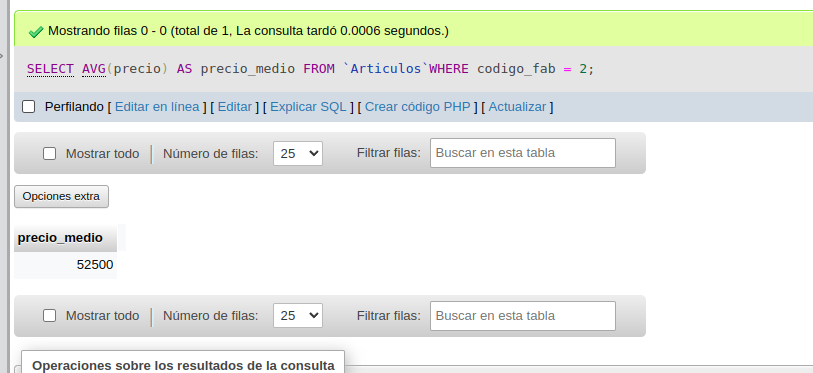 Mostrando filas 0 - 0 (total de 1, La consulta tardó 0.0006 segundos.)
SELECT AVG(precio) AS precio_medio FROM `Articulos`WHERE codigo_fab = 2;
Perfilando [ Editar en línea ] [ Editar ] [ Explicar SQL ] [ Crear código PHP ] [ Actualizar ]
Mostrar todo | Número de filas: 25 Filtrar filas: Buscar en esta tabla
Opciones extra
precio_medio
52500
Mostrar todo | Número de filas: 25 Filtrar filas: Buscar en esta tabla
Operaciones sobre los resultados de la consulta